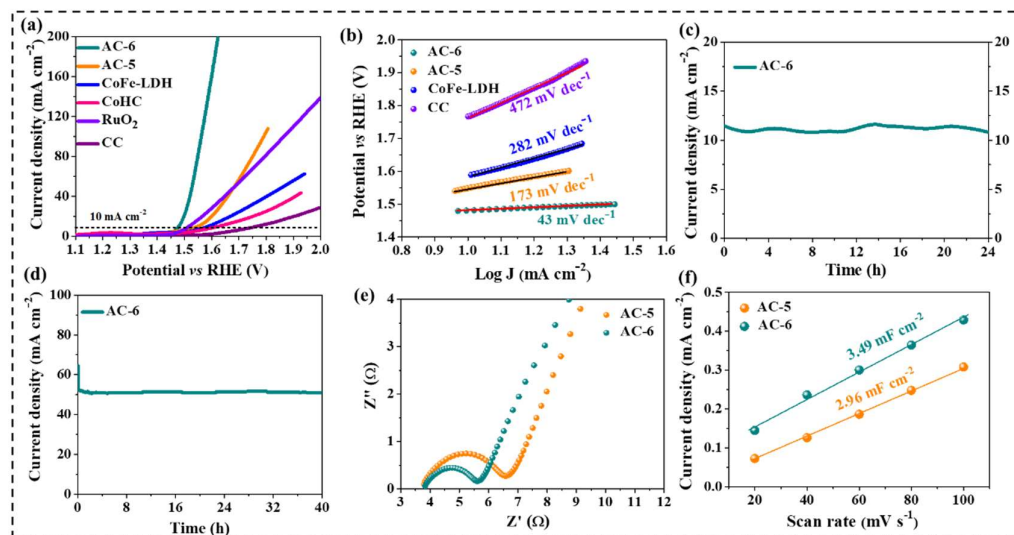 (a)
200
160
120
80
40
0
Current density (mA cm⁻²)
AC-6
AC-5
CoFe-LDH
CoHC
RuO₂
CC
10 mA cm⁻²
1.1 1.2 1.3 1.4 1.5 1.6 1.7 1.8 1.9 2.0
Potential vs RHE (V)
(b)
2.0
1.9
1.8
1.7
1.6
1.5
1.4
Potential vs RHE (V)
AC-6
AC-5
CoFe-LDH
CC
472 mV dec⁻¹
282 mV dec⁻¹
173 mV dec⁻¹
43 mV dec⁻¹
0.8 0.9 1.0 1.1 1.2 1.3 1.4 1.5
Log J (mA cm⁻²)
(c)
20
15
10
5
0
Current density (mA cm⁻²)
AC-6
20
18
16
14
12
10
8
6
4
2
0
0 4 8 12 16 20 24
Time (h)
(d)
100
80
60
40
20
0
Current density (mA cm⁻²)
AC-6
0 8 16 24 32 40
Time (h)
(e)
4
3
2
1
0
Z'' (Ω)
AC-5
AC-6
3 4 5 6 7 8 9 10 11 12
Z' (Ω)
(f)
0.5
0.4
0.3
0.2
0.1
0.0
Current density (mA cm⁻²)
AC-5
AC-6
3.49 mF cm⁻²
2.96 mF cm⁻²
20 40 60 80 100
Scan rate (mV s⁻¹)